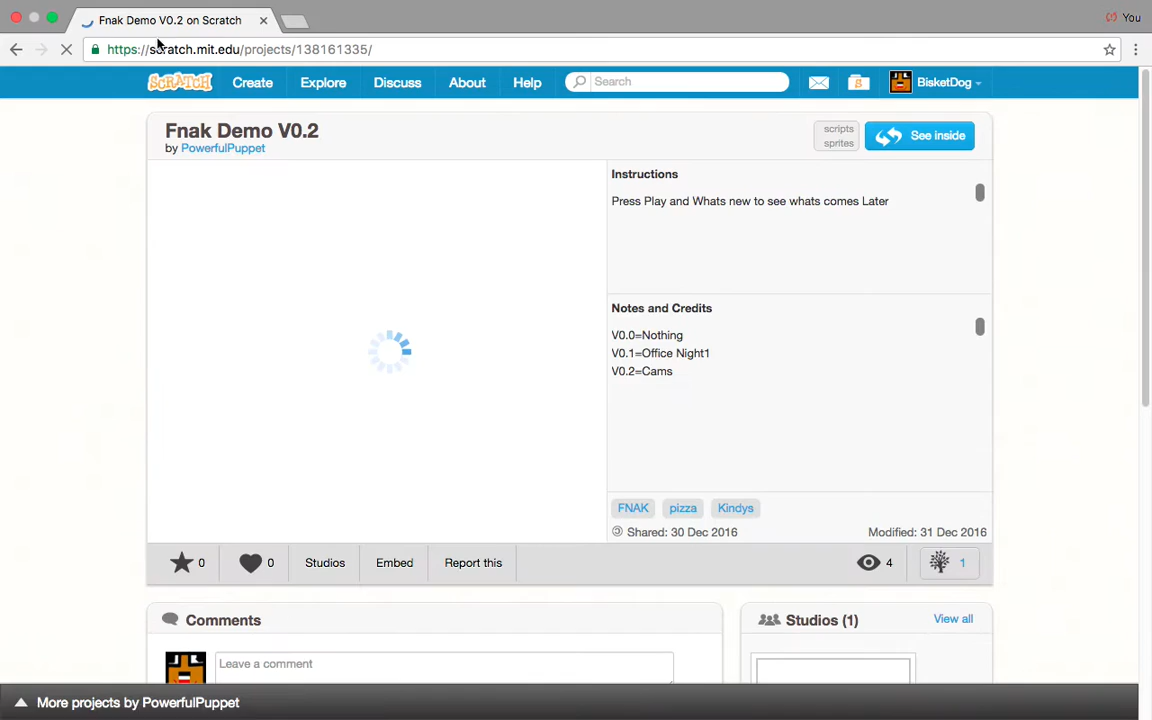 Fnak Demo V0.2 on Scratch
You
https://scratch.mit.edu/projects/138161335/
SCRATCH
Create
Explore
Discuss
About
Help
Search
S
BisketDog
Fnak Demo V0.2
by PowerfulPuppet
scripts
sprites
See inside
Instructions
Press Play and Whats new to see whats comes Later
Notes and Credits
V0.0=Nothing
V0.1=Office Night1
V0.2=Cams
FNAK
pizza
Kindys
Shared: 30 Dec 2016
Modified: 31 Dec 2016
0
0
Studios
Embed
Report this
4
1
Comments
Leave a comment
Studios (1)
View all
More projects by PowerfulPuppet